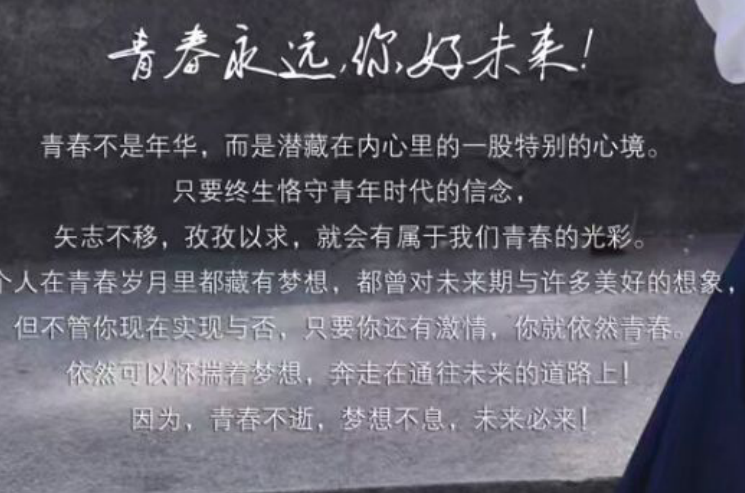 青春永远,你好未来!
青春不是年华，而是潜藏在内心里的一股特别的心境。
只要终生恪守青年时代的信念，
矢志不移，孜孜以求，就会有属于我们青春的光彩。
个人在青春岁月里都藏有梦想，都曾对未来期与许多美好的想象，
但不管你现在实现与否，只要你还有激情，你就依然青春。
依然可以怀揣着梦想，奔走在通往未来的道路上！
因为，青春不逝，梦想不息，未来必来！